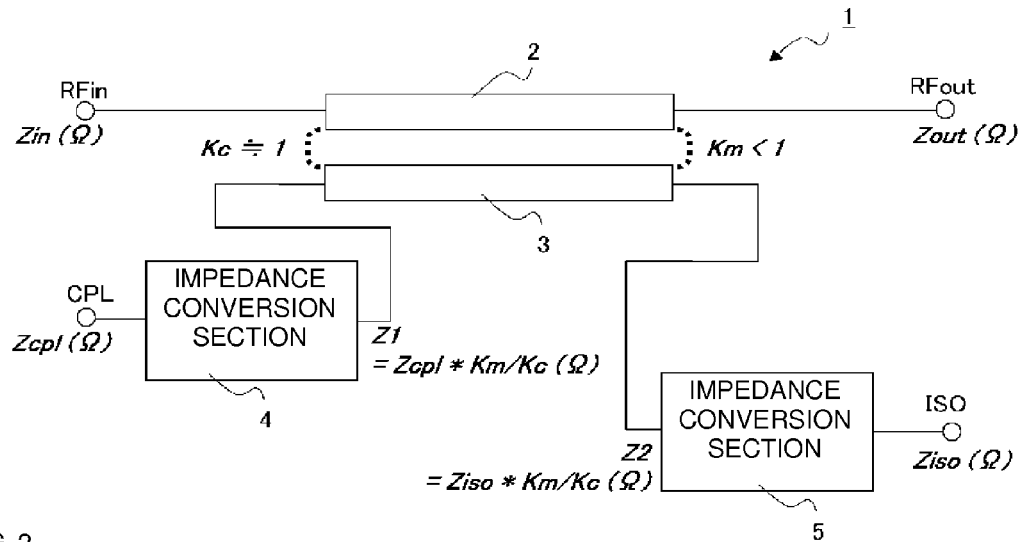 1
2
RFin
RFout
Zin (Ω)
Zout (Ω)
Kc ≒ 1
Km < 1
3
CPL
Zcpl (Ω)
IMPEDANCE
CONVERSION
SECTION
Z1
= Zcpl * Km/Kc (Ω)
4
IMPEDANCE
CONVERSION
SECTION
ISO
Ziso (Ω)
Z2
= Ziso * Km/Kc (Ω)
5